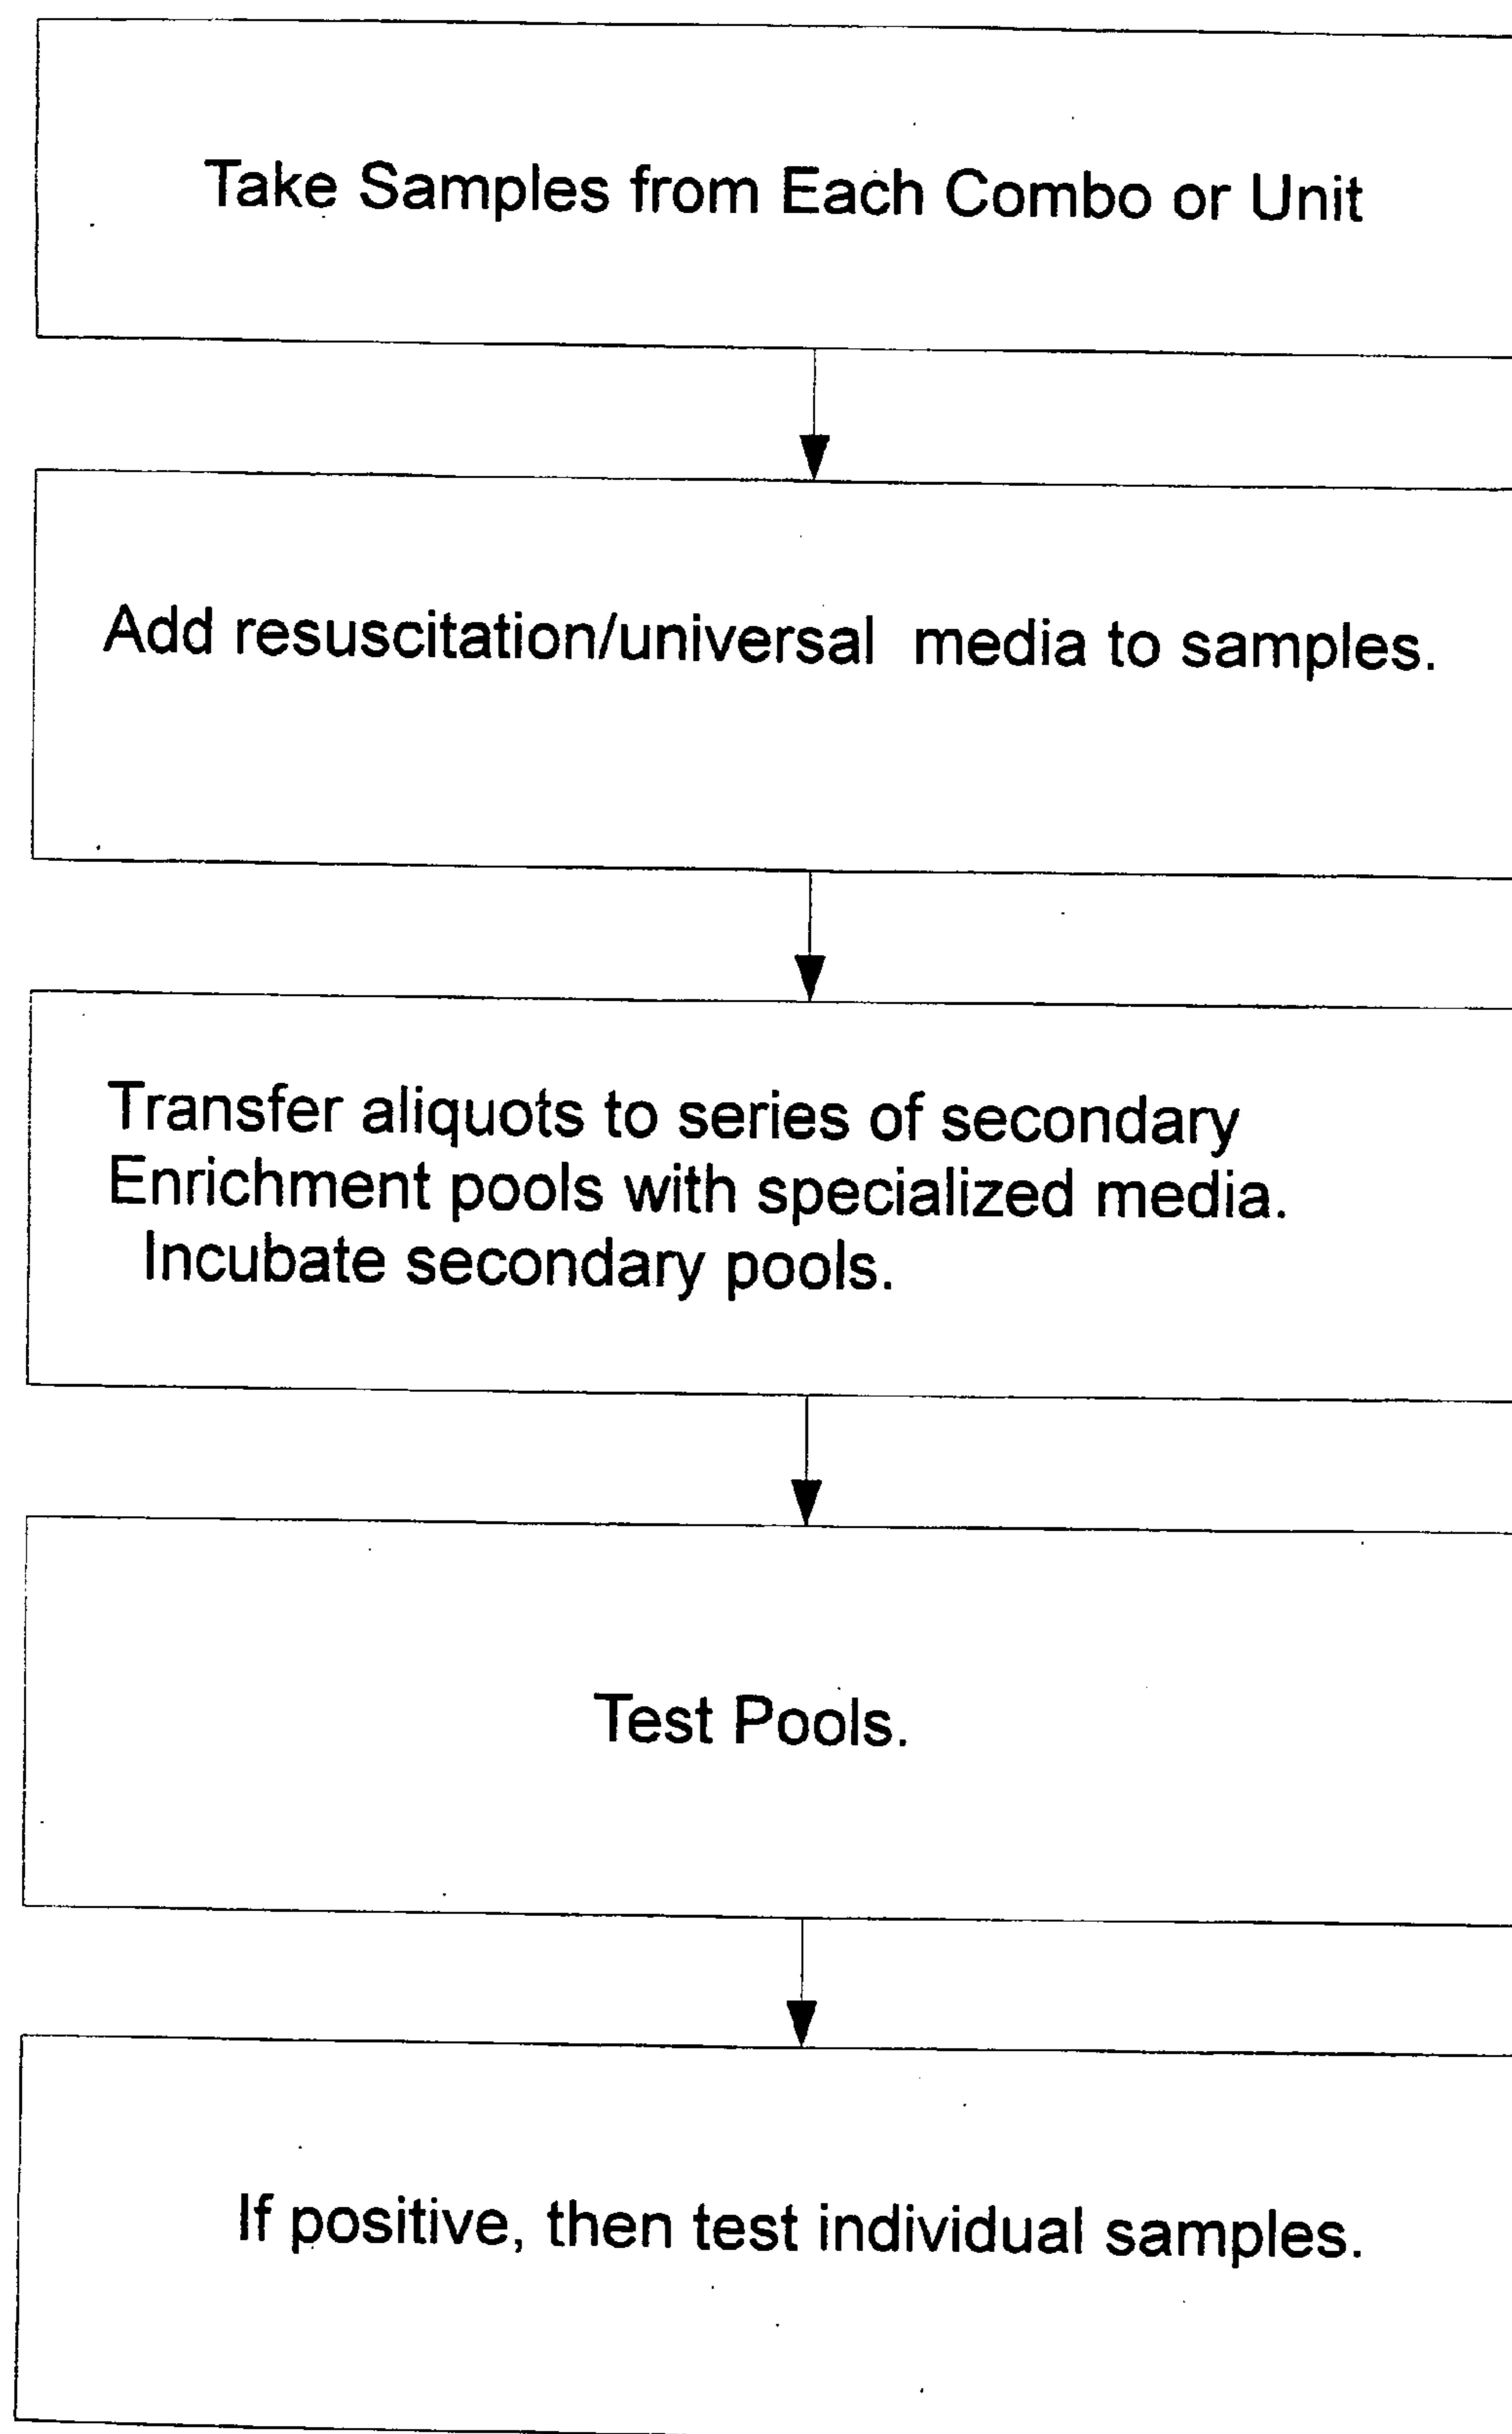 Take Samples from Each Combo or Unit
Add resuscitation/universal media to samples.
Transfer aliquots to series of secondary
Enrichment pools with specialized media.
Incubate secondary pools.
Test Pools.
If positive, then test individual samples.